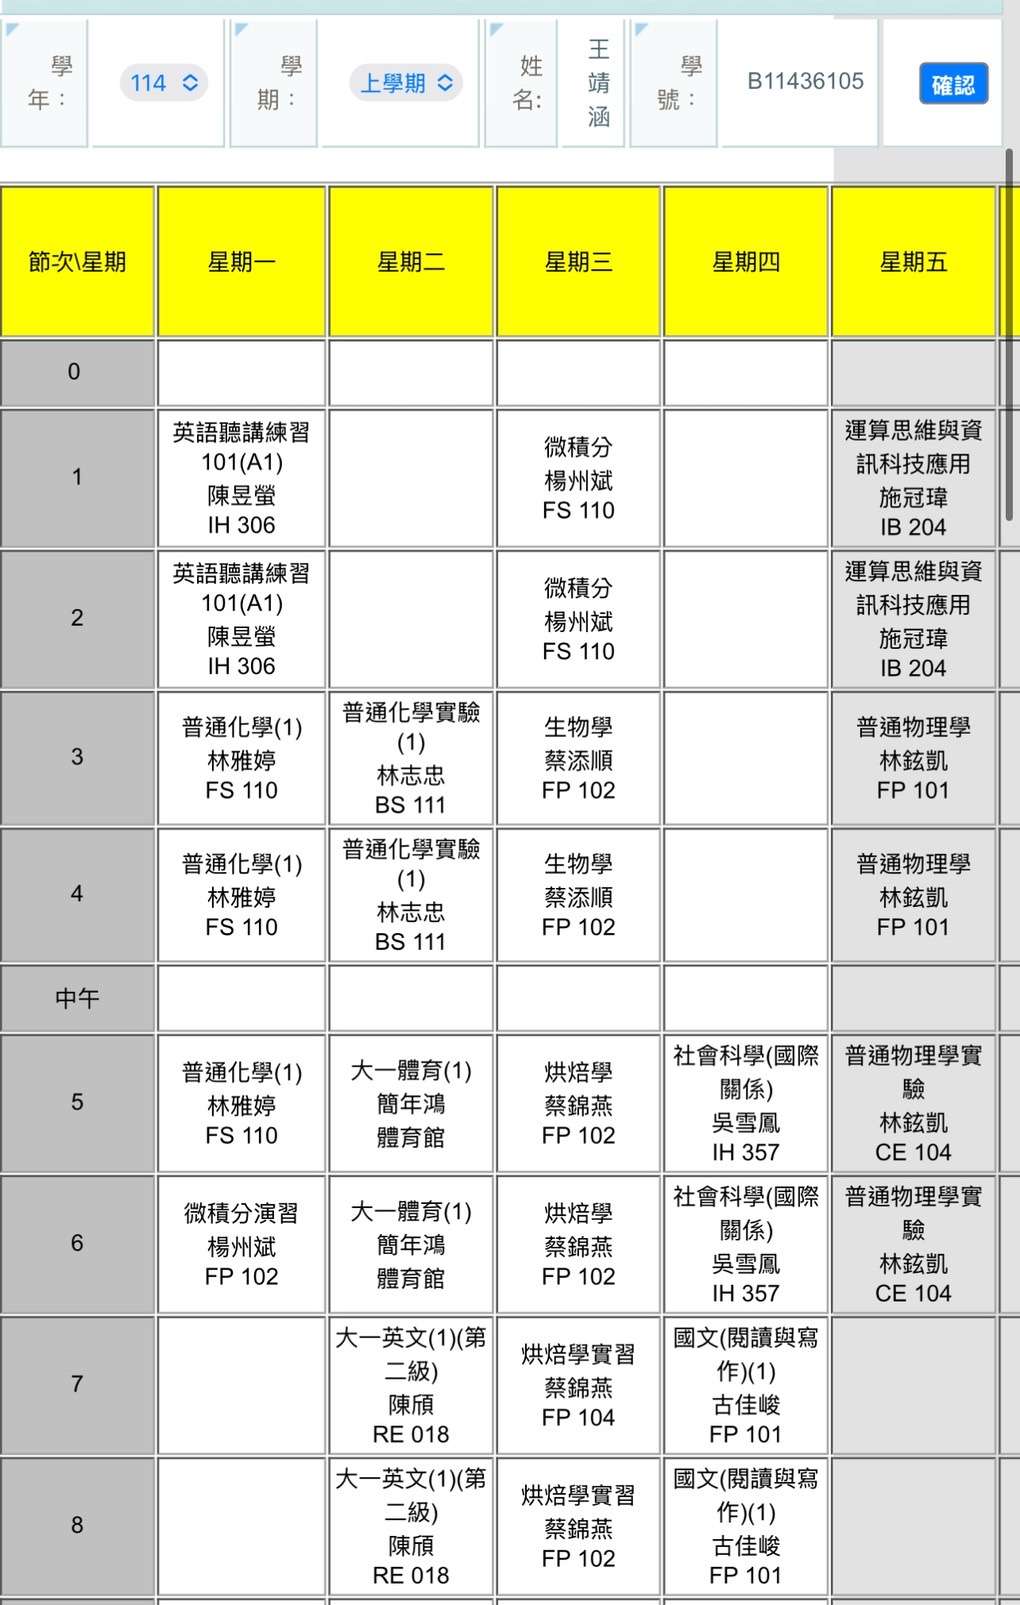 學年：
114
學期：
上學期
姓名:
王靖涵
學號：
B11436105
確認
節次\星期
星期一
星期二
星期三
星期四
星期五
0
1
英語聽講練習
101(A1)
陳昱螢
IH 306
微積分
楊州斌
FS 110
運算思維與資
訊科技應用
施冠瑋
IB 204
2
英語聽講練習
101(A1)
陳昱螢
IH 306
微積分
楊州斌
FS 110
運算思維與資
訊科技應用
施冠瑋
IB 204
3
普通化學(1)
林雅婷
FS 110
普通化學實驗
(1)
林志忠
BS 111
生物學
蔡添順
FP 102
普通物理學
林鉉凱
FP 101
4
普通化學(1)
林雅婷
FS 110
普通化學實驗
(1)
林志忠
BS 111
生物學
蔡添順
FP 102
普通物理學
林鉉凱
FP 101
中午
5
普通化學(1)
林雅婷
FS 110
大一體育(1)
簡年鴻
體育館
烘焙學
蔡錦燕
FP 102
社會科學(國際
關係)
吳雪鳳
IH 357
普通物理學實
驗
林鉉凱
CE 104
6
微積分演習
楊州斌
FP 102
大一體育(1)
簡年鴻
體育館
烘焙學
蔡錦燕
FP 102
社會科學(國際
關係)
吳雪鳳
IH 357
普通物理學實
驗
林鉉凱
CE 104
7
大一英文(1)(第
二級)
陳頎
RE 018
烘焙學實習
蔡錦燕
FP 104
國文(閱讀與寫
作)(1)
古佳峻
FP 101
8
大一英文(1)(第
二級)
陳頎
RE 018
烘焙學實習
蔡錦燕
FP 102
國文(閱讀與寫
作)(1)
古佳峻
FP 101